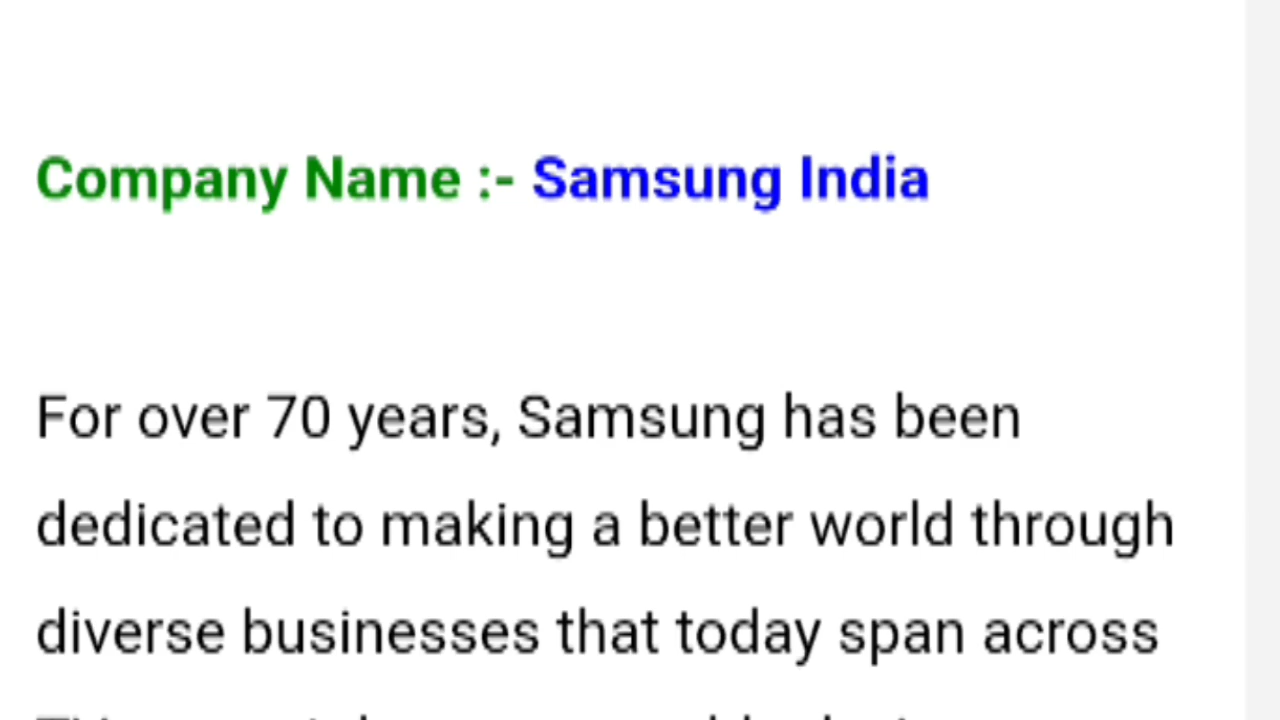 Company Name :- Samsung India
For over 70 years, Samsung has been
dedicated to making a better world through
diverse businesses that today span across